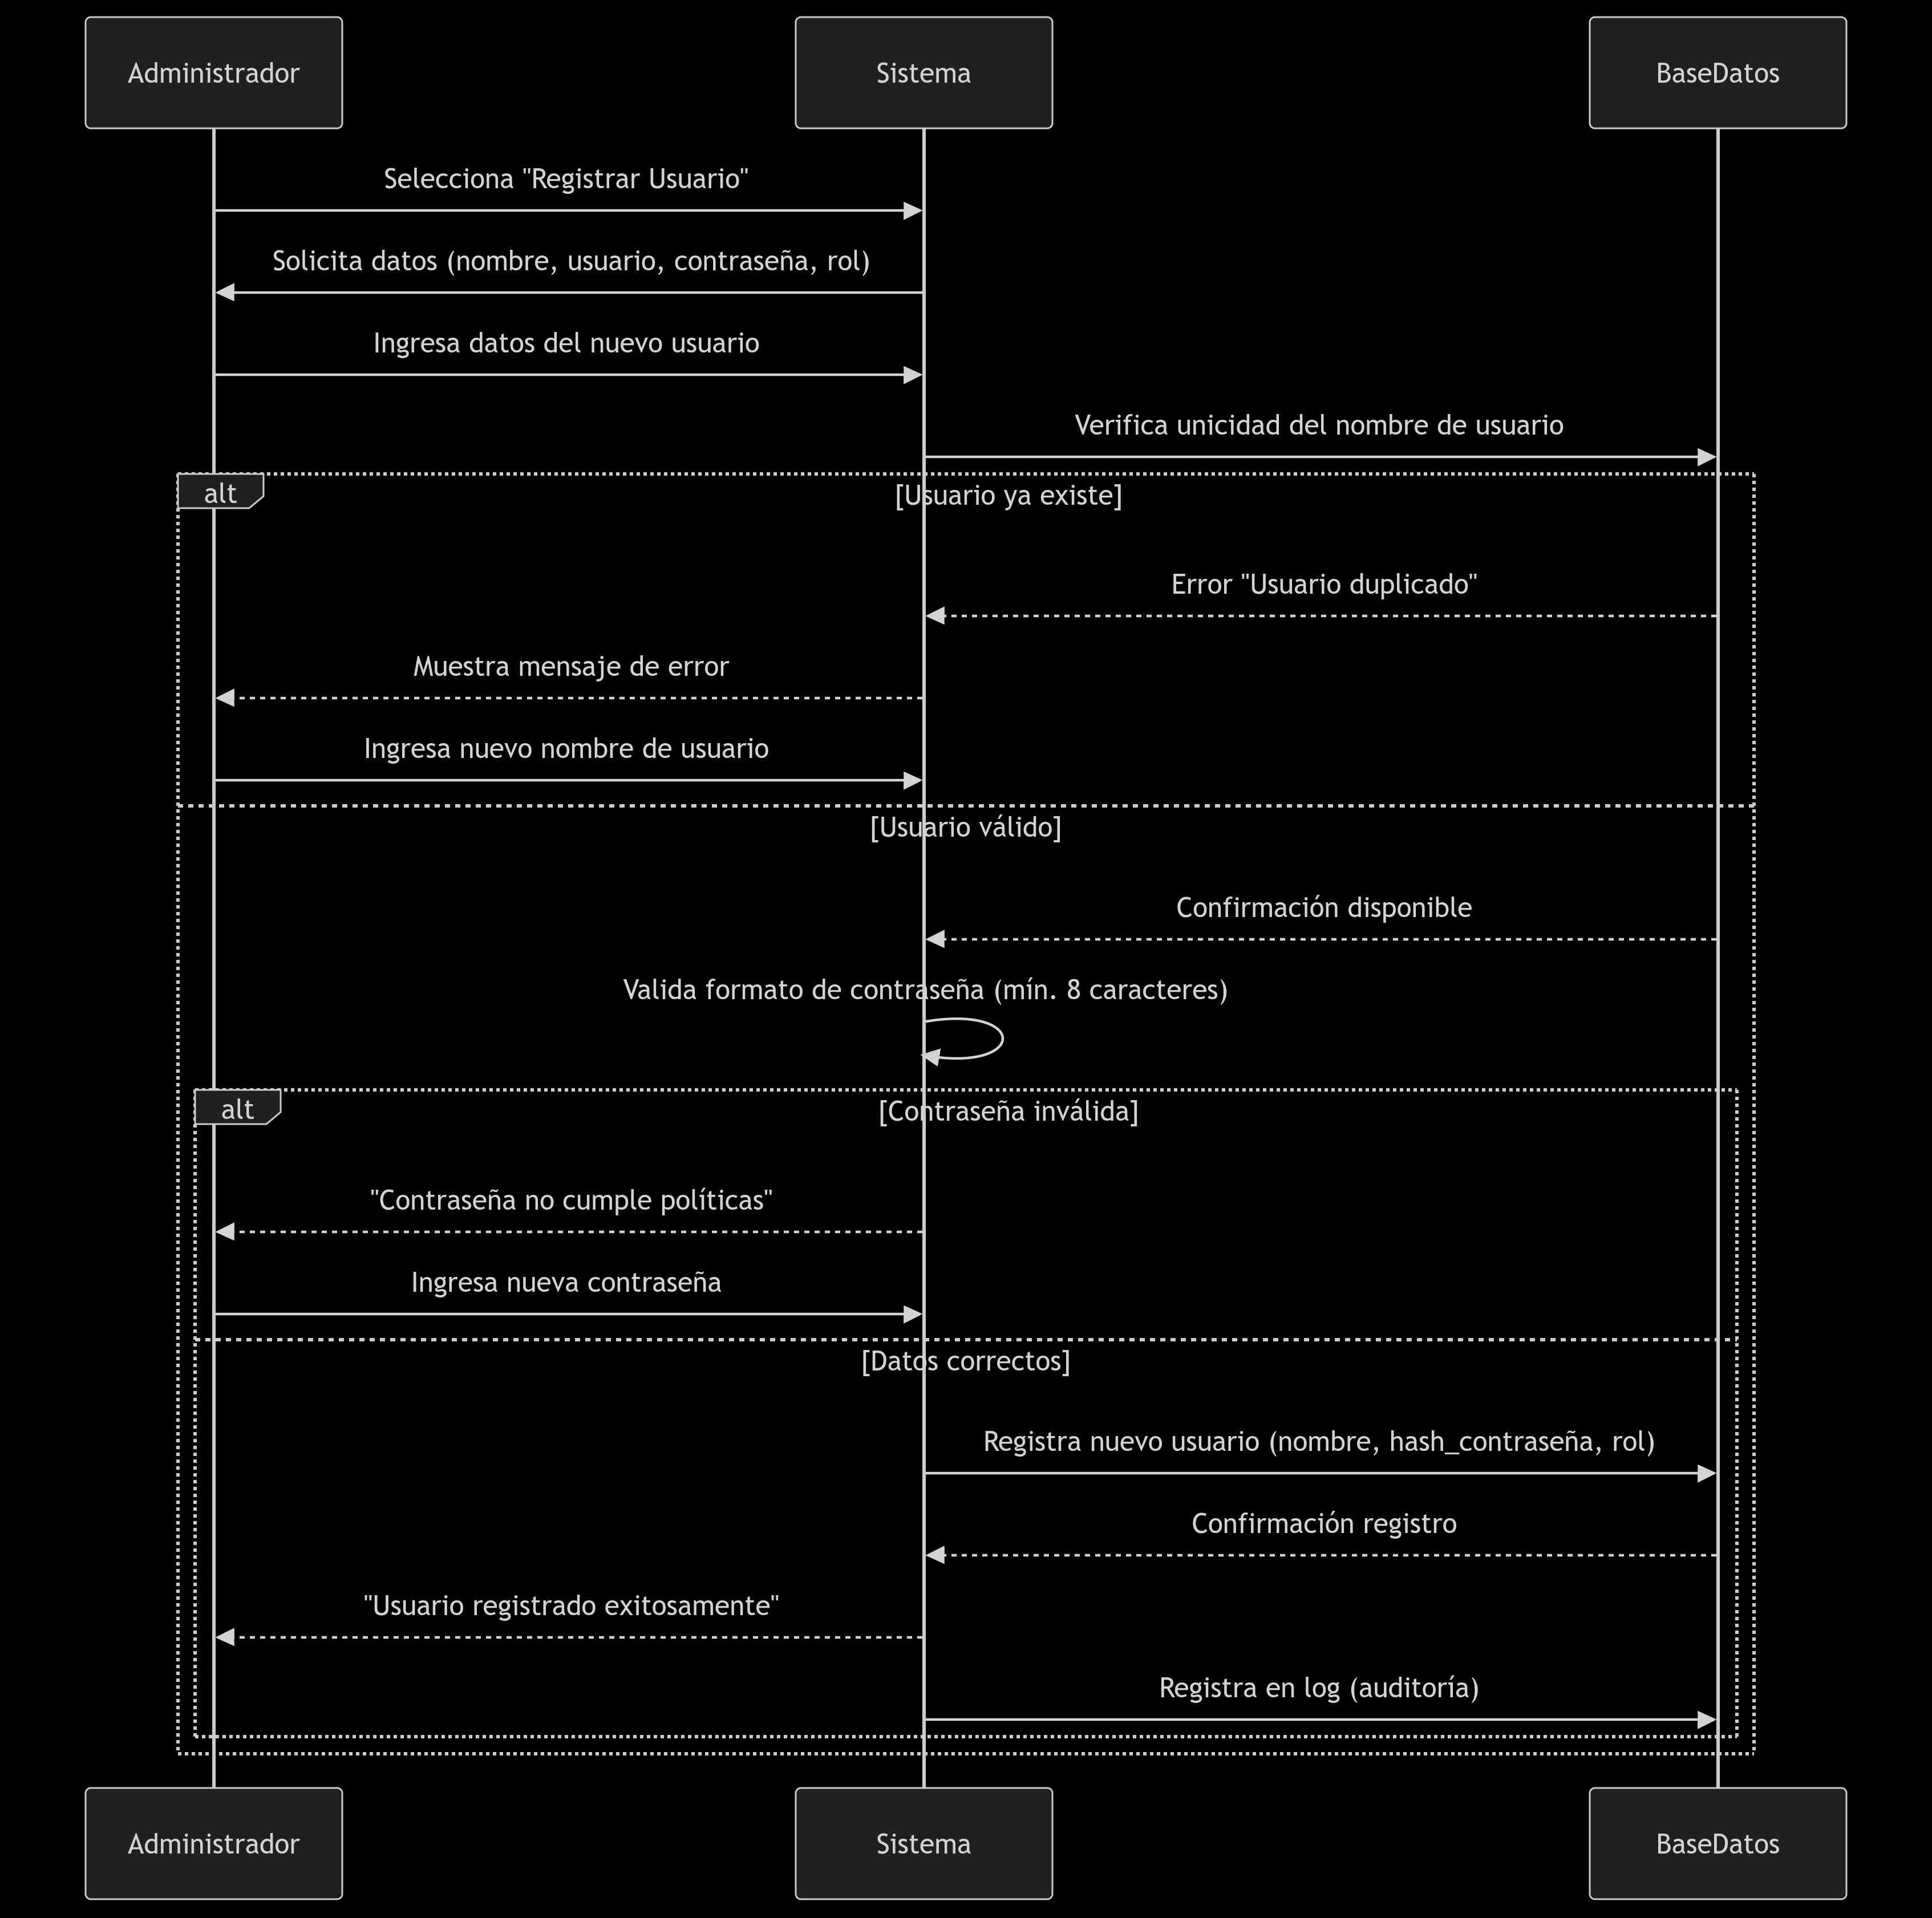 Administrador
Sistema
BaseDatos
Selecciona "Registrar Usuario"
Solicita datos (nombre, usuario, contraseña, rol)
Ingresa datos del nuevo usuario
Verifica unicidad del nombre de usuario
alt
[Usuario ya existe]
Error "Usuario duplicado"
Muestra mensaje de error
Ingresa nuevo nombre de usuario
[Usuario válido]
Confirmación disponible
Valida formato de contraseña (mín. 8 caracteres)
alt
[Contraseña inválida]
"Contraseña no cumple políticas"
Ingresa nueva contraseña
[Datos correctos]
Registra nuevo usuario (nombre, hash_contraseña, rol)
Confirmación registro
"Usuario registrado exitosamente"
Registra en log (auditoría)
Administrador
Sistema
BaseDatos